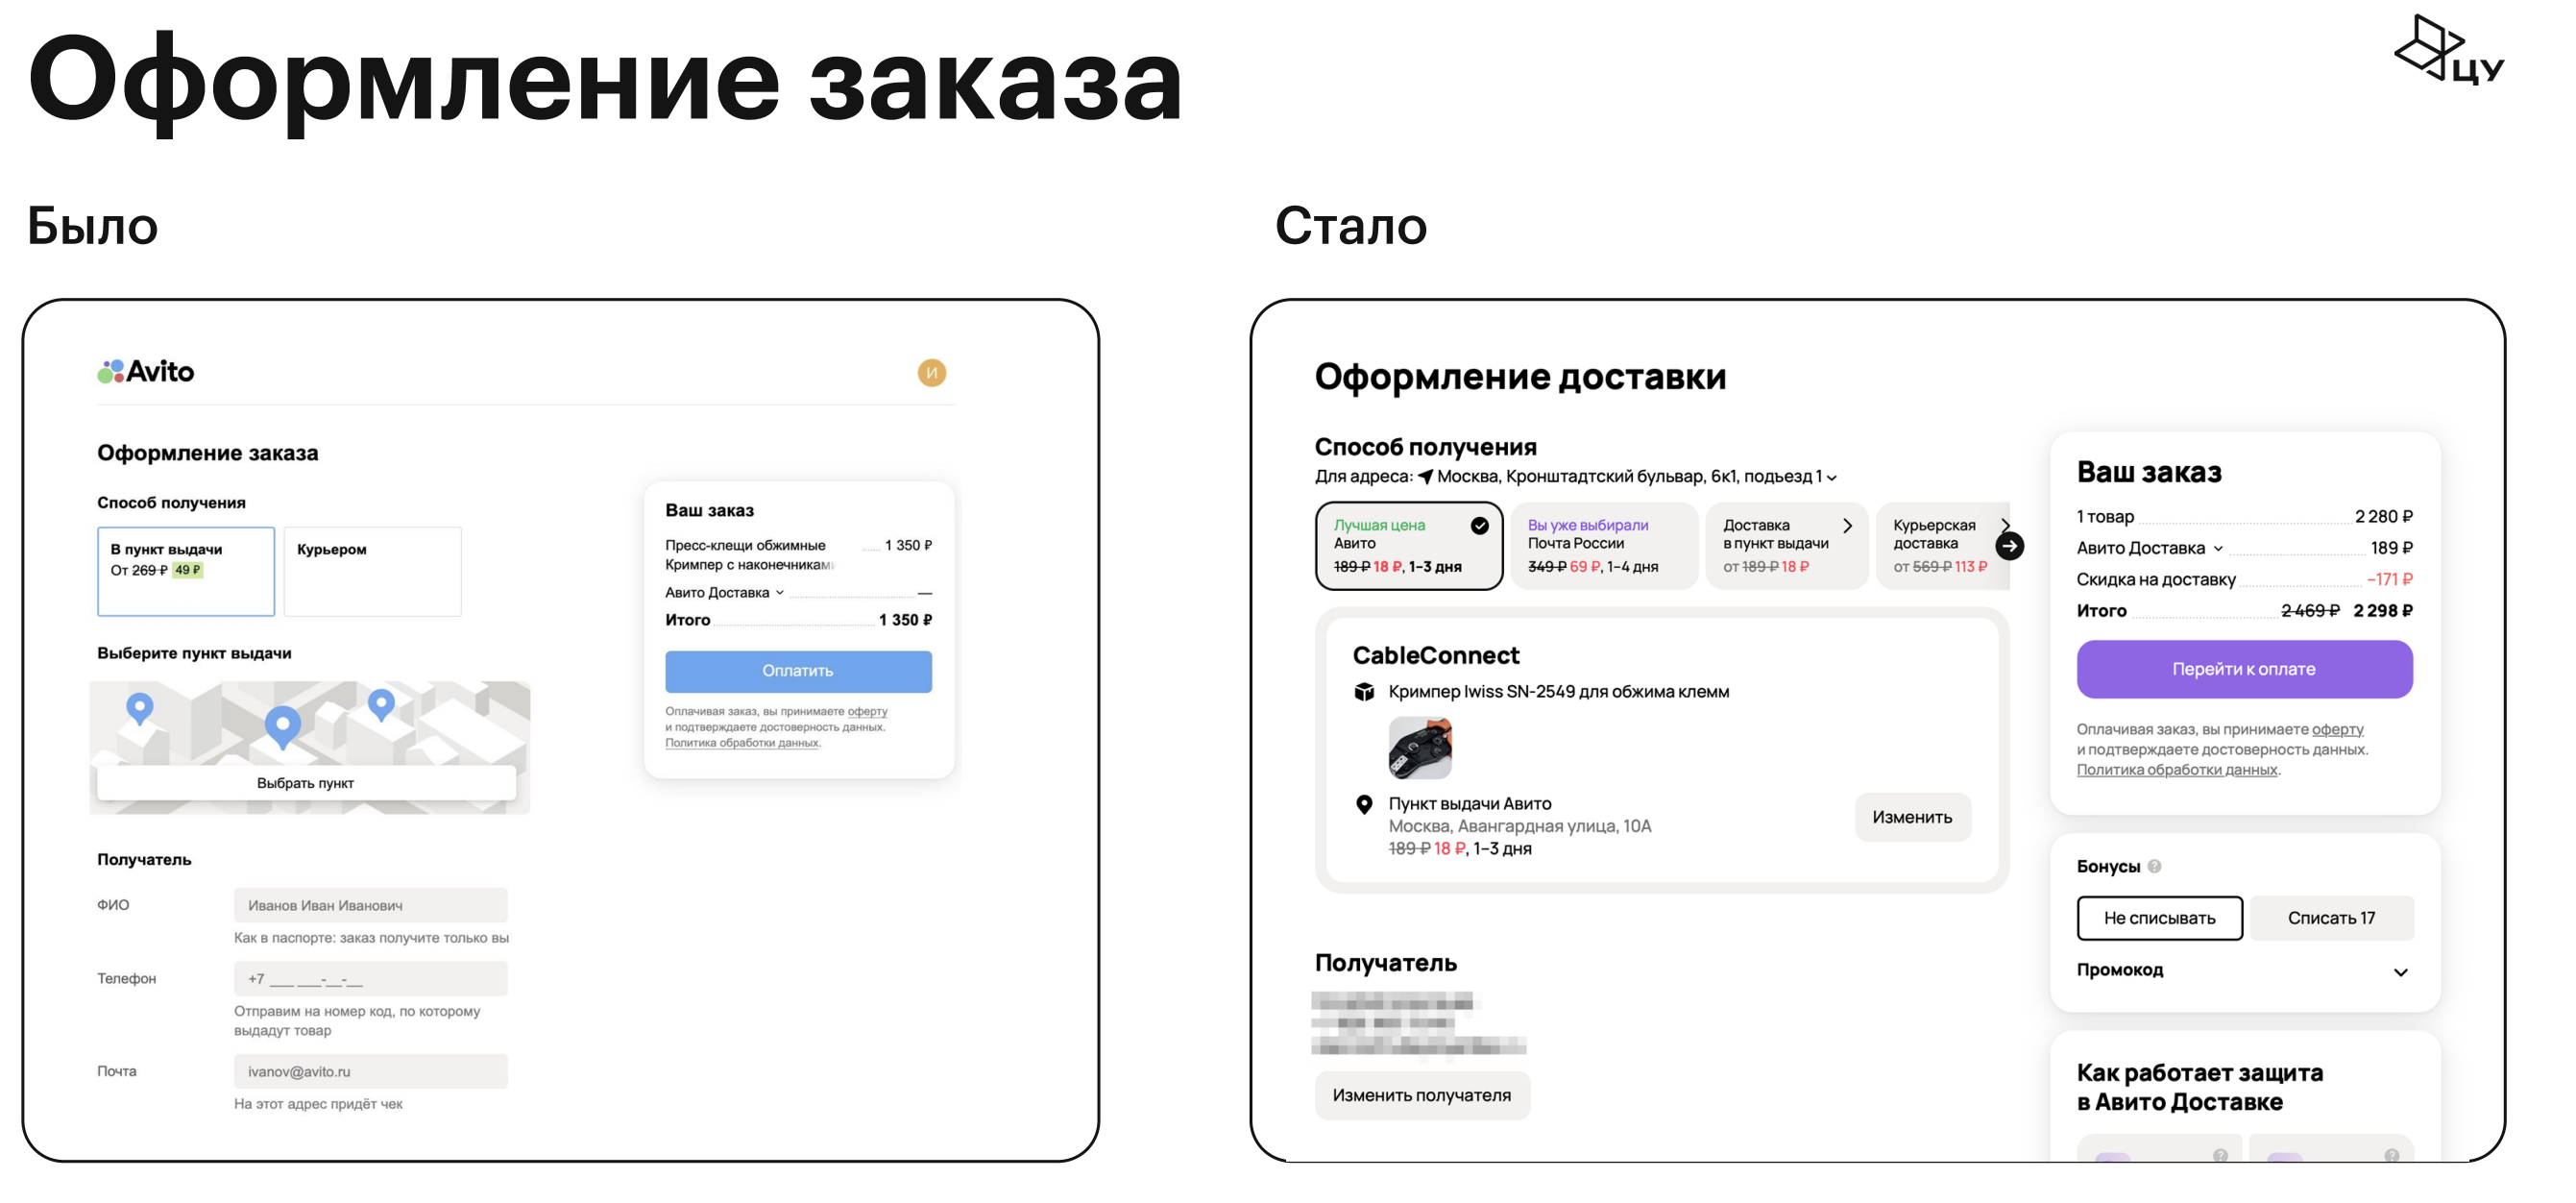 Оформление заказа
ЦУ
Было
Avito
И
Оформление заказа
Способ получения
В пункт выдачи
От 269 ₽ 49 ₽
Курьером
Выберите пункт выдачи
Выбрать пункт
Получатель
ФИО
Иванов Иван Иванович
Как в паспорте: заказ получите только вы
Телефон
+7 ___ ___-__-__
Отправим на номер код, по которому
выдадут товар
Почта
ivanov@avito.ru
На этот адрес придёт чек
Ваш заказ
Пресс-клещи обжимные 1 350 ₽
Кримпер с наконечниками
Авито Доставка —
Итого 1 350 ₽
Оплатить
Оплачивая заказ, вы принимаете оферту
и подтверждаете достоверность данных.
Политика обработки данных.
Стало
Оформление доставки
Способ получения
Для адреса: Москва, Кронштадтский бульвар, 6к1, подъезд 1
Лучшая цена
Авито
189 ₽ 18 ₽, 1–3 дня
Вы уже выбирали
Почта России
349 ₽ 69 ₽, 1–4 дня
Доставка
в пункт выдачи
от 189 ₽ 18 ₽
Курьерская
доставка
от 569 ₽ 113 ₽
CableConnect
Кримпер Iwiss SN-2549 для обжима клемм
Пункт выдачи Авито
Москва, Авангардная улица, 10А
189 ₽ 18 ₽, 1–3 дня
Изменить
Получатель
Изменить получателя
Ваш заказ
1 товар 2 280 ₽
Авито Доставка 189 ₽
Скидка на доставку −171 ₽
Итого 2 469 ₽ 2 298 ₽
Перейти к оплате
Оплачивая заказ, вы принимаете оферту
и подтверждаете достоверность данных.
Политика обработки данных.
Бонусы ?
Не списывать
Списать 17
Промокод
Как работает защита
в Авито Доставке
? ?